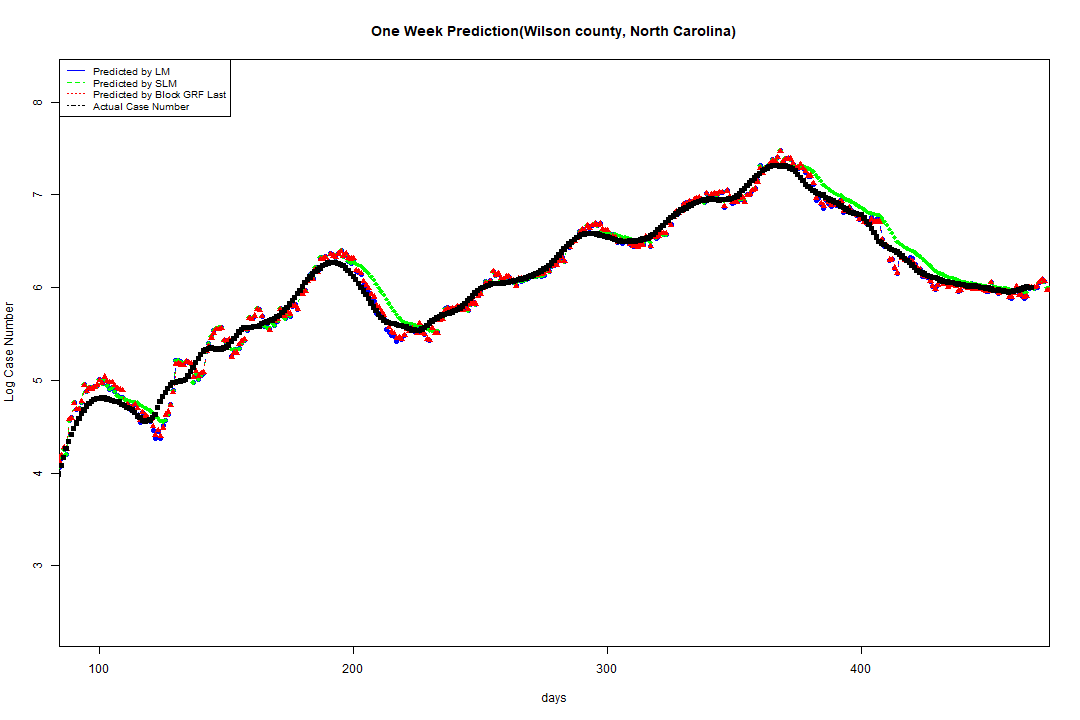 One Week Prediction(Wilson county, North Carolina)
Predicted by LM
Predicted by SLM
Predicted by Block GRF Last
Actual Case Number
8
7
6
5
4
3
Log Case Number
100 200 300 400
days